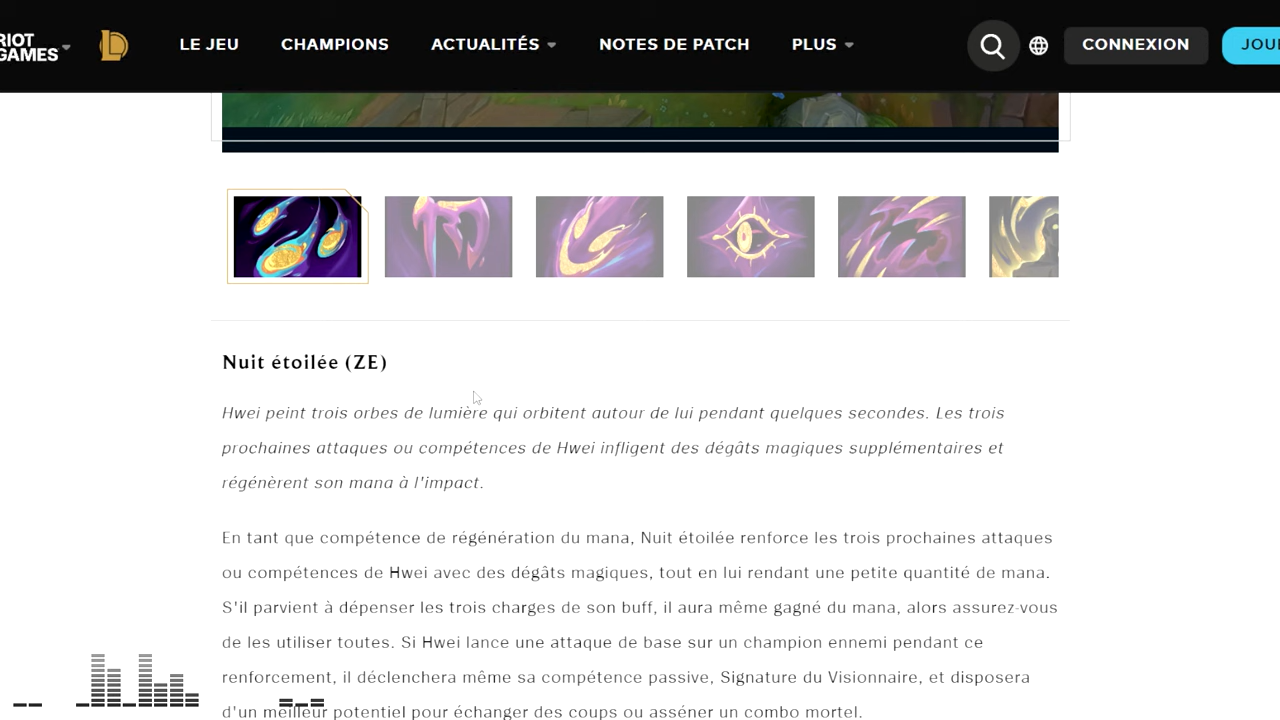 RIOT GAMES
LE JEU
CHAMPIONS
ACTUALITÉS
NOTES DE PATCH
PLUS
CONNEXION
JOUE
Nuit étoilée (ZE)
Hwei peint trois orbes de lumière qui orbitent autour de lui pendant quelques secondes. Les trois
prochaines attaques ou compétences de Hwei infligent des dégâts magiques supplémentaires et
régénèrent son mana à l'impact.
En tant que compétence de régénération du mana, Nuit étoilée renforce les trois prochaines attaques
ou compétences de Hwei avec des dégâts magiques, tout en lui rendant une petite quantité de mana.
S'il parvient à dépenser les trois charges de son buff, il aura même gagné du mana, alors assurez-vous
de les utiliser toutes. Si Hwei lance une attaque de base sur un champion ennemi pendant ce
renforcement, il déclenchera même sa compétence passive, Signature du Visionnaire, et disposera
d'un meilleur potentiel pour échanger des coups ou asséner un combo mortel.